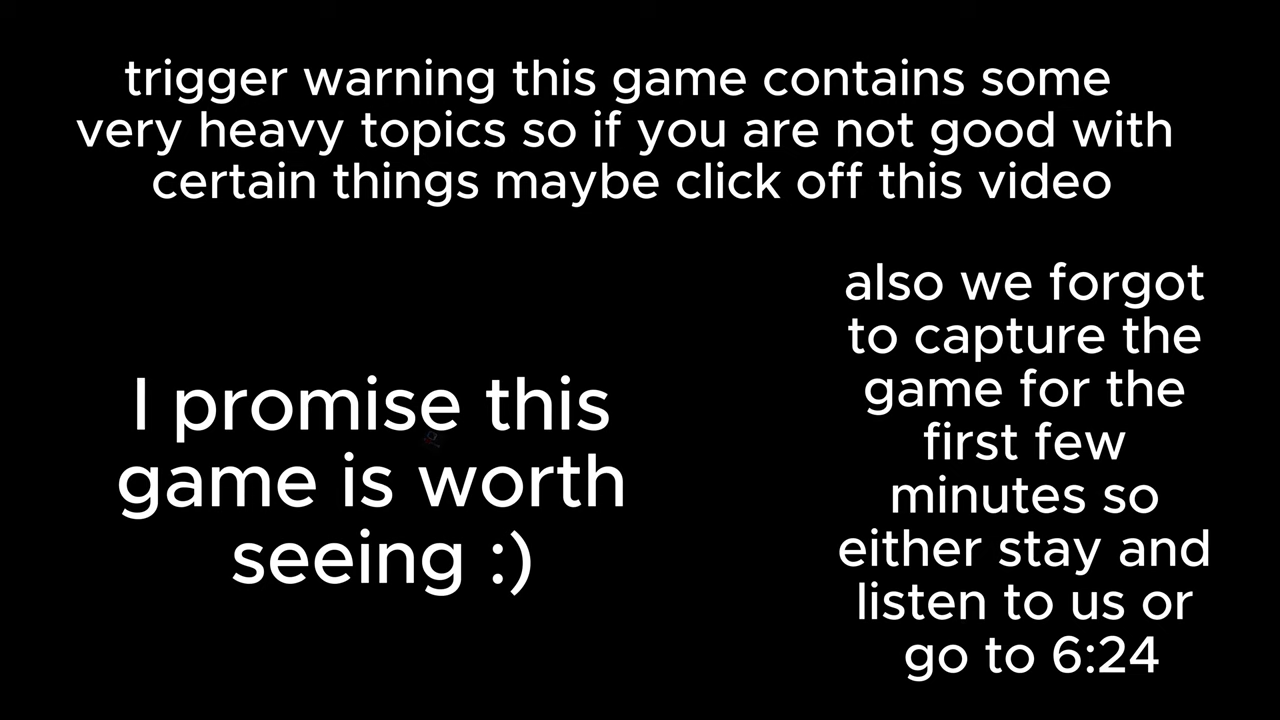 trigger warning this game contains some
very heavy topics so if you are not good with
certain things maybe click off this video
I promise this
game is worth
seeing :)
also we forgot
to capture the
game for the
first few
minutes so
either stay and
listen to us or
go to 6:24